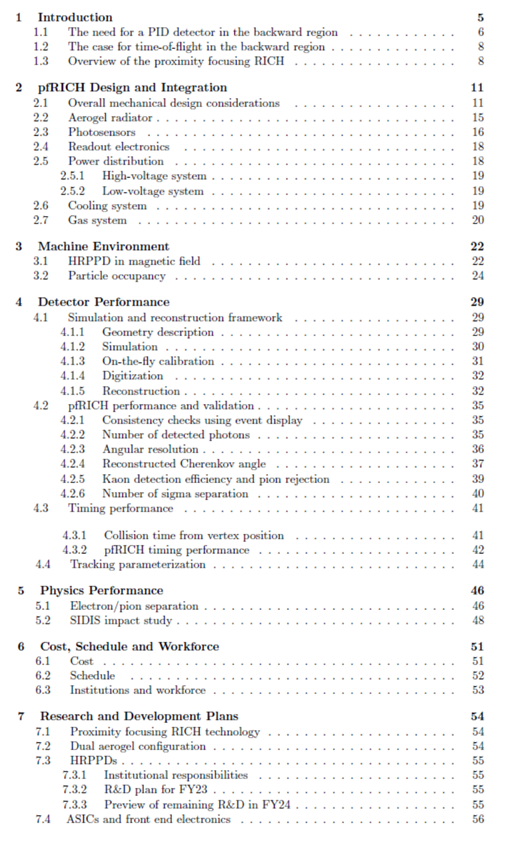 1 Introduction 5
1.1 The need for a PID detector in the backward region . . . . . . . . . . . . 6
1.2 The case for time-of-flight in the backward region . . . . . . . . . . . . . 8
1.3 Overview of the proximity focusing RICH . . . . . . . . . . . . . . . . . 8
2 pfRICH Design and Integration 11
2.1 Overall mechanical design considerations . . . . . . . . . . . . . . . . . . 11
2.2 Aerogel radiator . . . . . . . . . . . . . . . . . . . . . . . . . . . . . . . 15
2.3 Photosensors . . . . . . . . . . . . . . . . . . . . . . . . . . . . . . . . 16
2.4 Readout electronics . . . . . . . . . . . . . . . . . . . . . . . . . . . . . 18
2.5 Power distribution . . . . . . . . . . . . . . . . . . . . . . . . . . . . . 18
2.5.1 High-voltage system . . . . . . . . . . . . . . . . . . . . . . . . . . 19
2.5.2 Low-voltage system . . . . . . . . . . . . . . . . . . . . . . . . . . 19
2.6 Cooling system . . . . . . . . . . . . . . . . . . . . . . . . . . . . . . . 19
2.7 Gas system . . . . . . . . . . . . . . . . . . . . . . . . . . . . . . . . . 20
3 Machine Environment 22
3.1 HRPPD in magnetic field . . . . . . . . . . . . . . . . . . . . . . . . . . 22
3.2 Particle occupancy . . . . . . . . . . . . . . . . . . . . . . . . . . . . . 24
4 Detector Performance 29
4.1 Simulation and reconstruction framework . . . . . . . . . . . . . . . . . 29
4.1.1 Geometry description . . . . . . . . . . . . . . . . . . . . . . . . . 29
4.1.2 Simulation . . . . . . . . . . . . . . . . . . . . . . . . . . . . . . 30
4.1.3 On-the-fly calibration . . . . . . . . . . . . . . . . . . . . . . . . . 31
4.1.4 Digitization . . . . . . . . . . . . . . . . . . . . . . . . . . . . . . 32
4.1.5 Reconstruction . . . . . . . . . . . . . . . . . . . . . . . . . . . . 32
4.2 pfRICH performance and validation . . . . . . . . . . . . . . . . . . . . . 35
4.2.1 Consistency checks using event display . . . . . . . . . . . . . . . . 35
4.2.2 Number of detected photons . . . . . . . . . . . . . . . . . . . . . 35
4.2.3 Angular resolution . . . . . . . . . . . . . . . . . . . . . . . . . . . 36
4.2.4 Reconstructed Cherenkov angle . . . . . . . . . . . . . . . . . . . 37
4.2.5 Kaon detection efficiency and pion rejection . . . . . . . . . . . . . 39
4.2.6 Number of sigma separation . . . . . . . . . . . . . . . . . . . . . 40
4.3 Timing performance . . . . . . . . . . . . . . . . . . . . . . . . . . . . 41
4.3.1 Collision time from vertex position . . . . . . . . . . . . . . . . . 41
4.3.2 pfRICH timing performance . . . . . . . . . . . . . . . . . . . . . 42
4.4 Tracking parameterization . . . . . . . . . . . . . . . . . . . . . . . . . 44
5 Physics Performance 46
5.1 Electron/pion separation . . . . . . . . . . . . . . . . . . . . . . . . . . 46
5.2 SIDIS impact study . . . . . . . . . . . . . . . . . . . . . . . . . . . . . 48
6 Cost, Schedule and Workforce 51
6.1 Cost . . . . . . . . . . . . . . . . . . . . . . . . . . . . . . . . . . . . . 51
6.2 Schedule . . . . . . . . . . . . . . . . . . . . . . . . . . . . . . . . . . 52
6.3 Institutions and workforce . . . . . . . . . . . . . . . . . . . . . . . . . 53
7 Research and Development Plans 54
7.1 Proximity focusing RICH technology . . . . . . . . . . . . . . . . . . . . 54
7.2 Dual aerogel configuration . . . . . . . . . . . . . . . . . . . . . . . . . 54
7.3 HRPPDs . . . . . . . . . . . . . . . . . . . . . . . . . . . . . . . . . . . 55
7.3.1 Institutional responsibilities . . . . . . . . . . . . . . . . . . . . . 55
7.3.2 R&D plan for FY23 . . . . . . . . . . . . . . . . . . . . . . . . . . 55
7.3.3 Preview of remaining R&D in FY24 . . . . . . . . . . . . . . . . . 55
7.4 ASICs and front end electronics . . . . . . . . . . . . . . . . . . . . . . 56